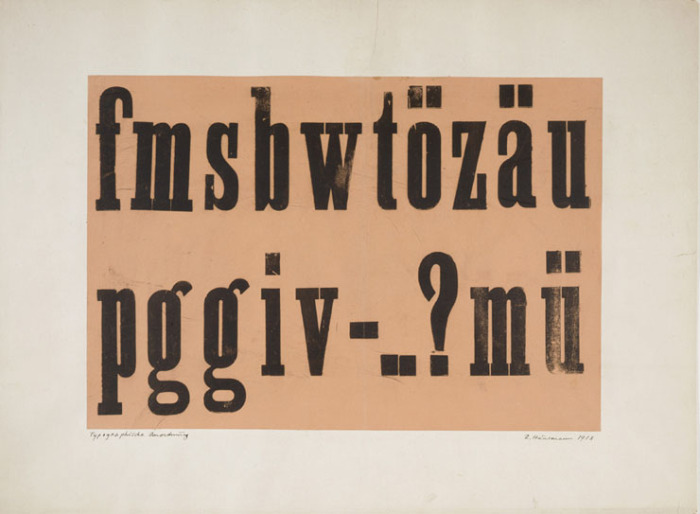 fmsbwtözäu
pggiv-..?mü
Typographische Anordnung R. Hausmann 1918